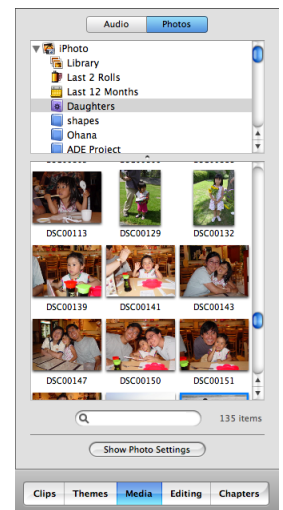 Audio Photos
iPhoto
Library
Last 2 Rolls
Last 12 Months
Daughters
shapes
Ohana
ADE Project
DSC00113 DSC00129 DSC00132
DSC00139 DSC00141 DSC00143
DSC00147 DSC00150 DSC00151
135 items
Show Photo Settings
Clips Themes Media Editing Chapters